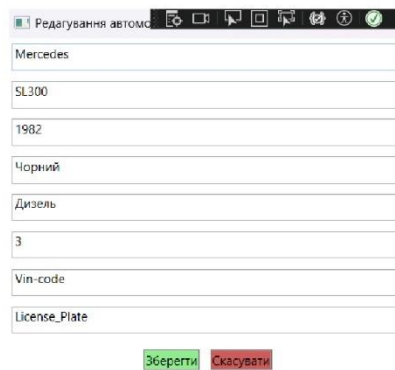 Редагування автомо
Mercedes
SL300
1982
Чорний
Дизель
3
Vin-code
License_Plate
Зберегти Скасувати